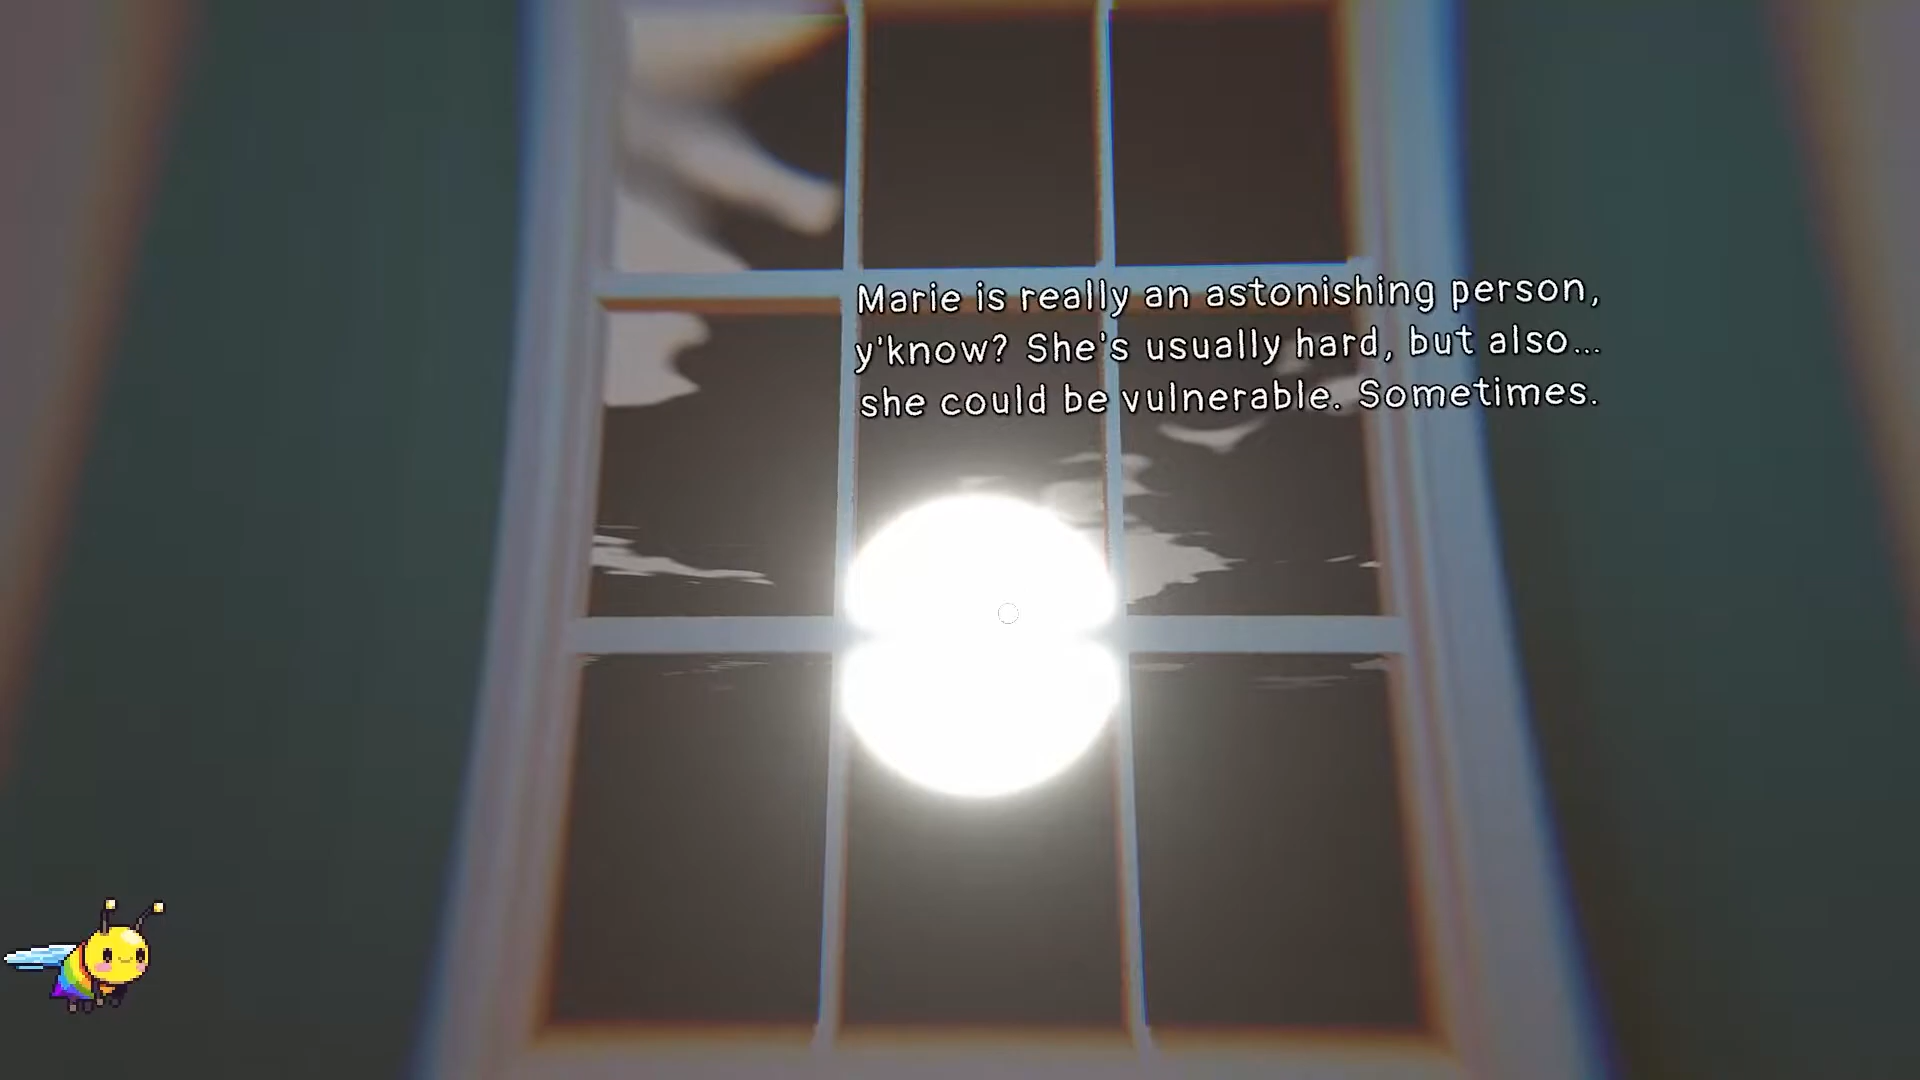 Marie is really an astonishing person,
y'know? She's usually hard, but also...
she could be vulnerable. Sometimes.